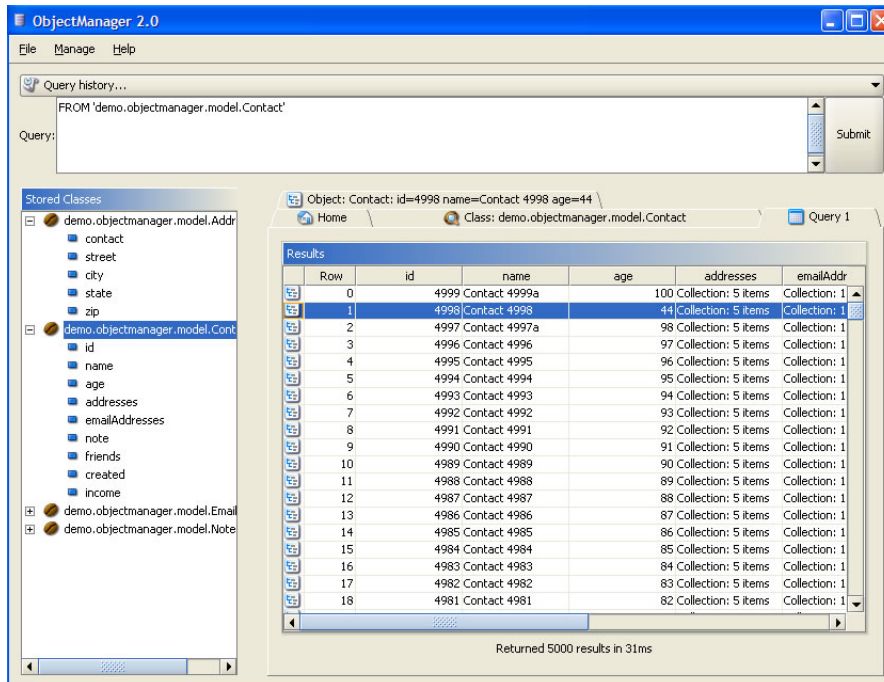 ObjectManager 2.0
File Manage Help
Query history...
Query:
FROM 'demo.objectmanager.model.Contact'
Submit
Stored Classes
demo.objectmanager.model.Addr
contact
street
city
state
zip
demo.objectmanager.model.Cont
id
name
age
addresses
emailAddresses
note
friends
created
income
demo.objectmanager.model.Email
demo.objectmanager.model.Note
Object: Contact: id=4998 name=Contact 4998 age=44
Home Class: demo.objectmanager.model.Contact Query 1
Results
Row id name age addresses emailAddr
0 4999 Contact 4999a 100 Collection: 5 items Collection: 1
1 4998 Contact 4998 44 Collection: 5 items Collection: 1
2 4997 Contact 4997a 98 Collection: 5 items Collection: 1
3 4996 Contact 4996 97 Collection: 5 items Collection: 1
4 4995 Contact 4995 96 Collection: 5 items Collection: 1
5 4994 Contact 4994 95 Collection: 5 items Collection: 1
6 4993 Contact 4993 94 Collection: 5 items Collection: 1
7 4992 Contact 4992 93 Collection: 5 items Collection: 1
8 4991 Contact 4991 92 Collection: 5 items Collection: 1
9 4990 Contact 4990 91 Collection: 5 items Collection: 1
10 4989 Contact 4989 90 Collection: 5 items Collection: 1
11 4988 Contact 4988 89 Collection: 5 items Collection: 1
12 4987 Contact 4987 88 Collection: 5 items Collection: 1
13 4986 Contact 4986 87 Collection: 5 items Collection: 1
14 4985 Contact 4985 86 Collection: 5 items Collection: 1
15 4984 Contact 4984 85 Collection: 5 items Collection: 1
16 4983 Contact 4983 84 Collection: 5 items Collection: 1
17 4982 Contact 4982 83 Collection: 5 items Collection: 1
18 4981 Contact 4981 82 Collection: 5 items Collection: 1
Returned 5000 results in 31ms